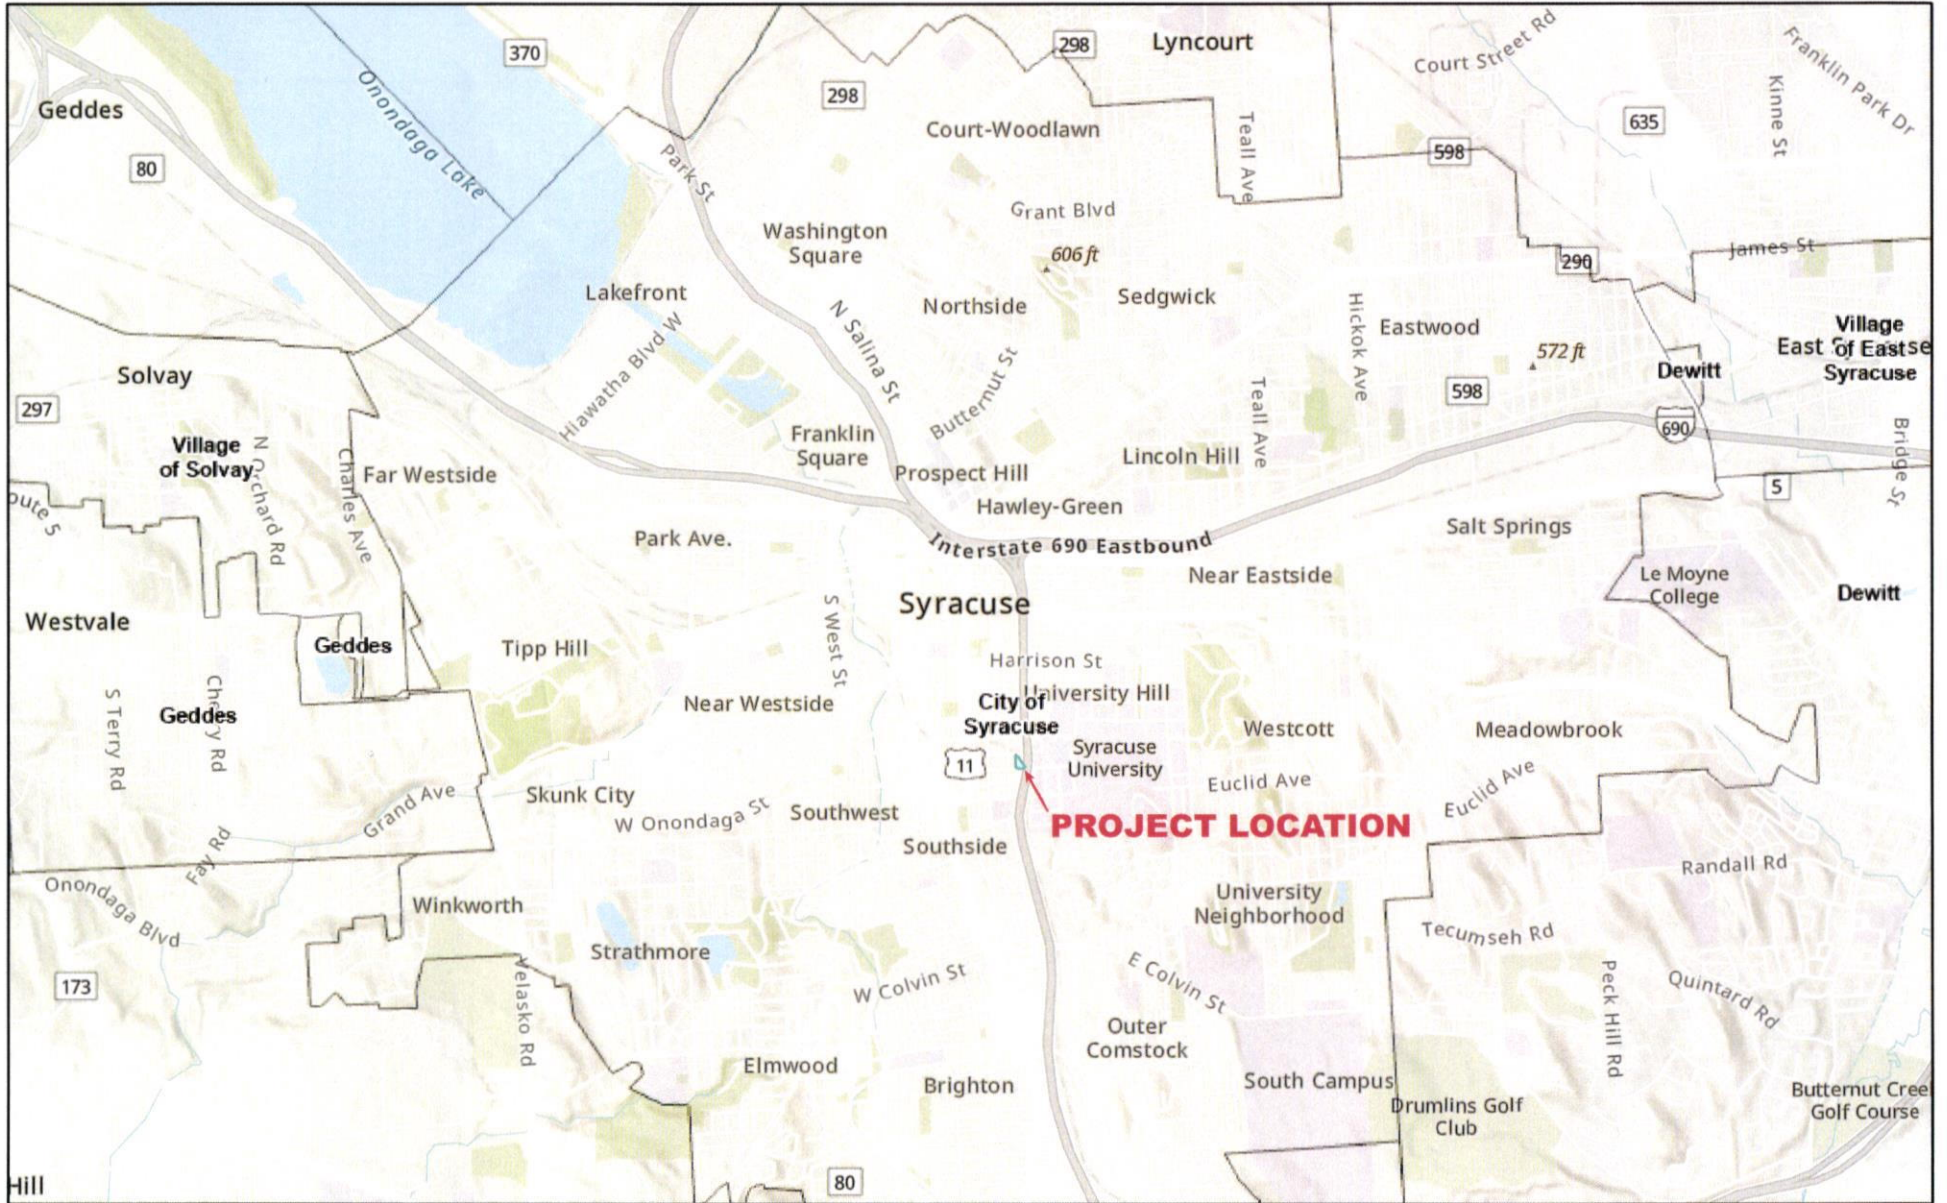 370
298
Lyncourt
Court Street Rd
Franklin Park Dr
Geddes
298
Onondaga Lake
Kinne St
635
Court-Woodlawn
Teall Ave
598
80
Park St
Grant Blvd
Washington
Square
606 ft
James St
290
Lakefront
Northside
Sedgwick
N Salina St
Hickok Ave
Eastwood
Village
of East
Syracuse
572 ft
Dewitt
Solvay
Hiawatha Blvd W
Butternut St
Teall Ave
598
297
690
Village
of Solvay
N Orchard Rd
Charles Ave
Far Westside
Franklin
Square
Prospect Hill
Lincoln Hill
Bridge St
5
oute 5
Hawley-Green
Salt Springs
Park Ave.
Interstate 690 Eastbound
Near Eastside
Le Moyne
College
Dewitt
Syracuse
Westvale
S West St
Geddes
Tipp Hill
Harrison St
University Hill
S Terry Rd
Cherry Rd
Geddes
Near Westside
City of
Syracuse
Westcott
Meadowbrook
11
Syracuse
University
Euclid Ave
Euclid Ave
Skunk City
Grand Ave
W Onondaga St
Southwest
PROJECT LOCATION
Southside
Fay Rd
Randall Rd
Onondaga Blvd
Winkworth
University
Neighborhood
Tecumseh Rd
Strathmore
173
Velasko Rd
W Colvin St
E Colvin St
Peck Hill Rd
Quintard Rd
Outer
Comstock
Elmwood
Brighton
South Campus
Drumlins Golf
Club
Butternut Cree
Golf Course
Hill
80